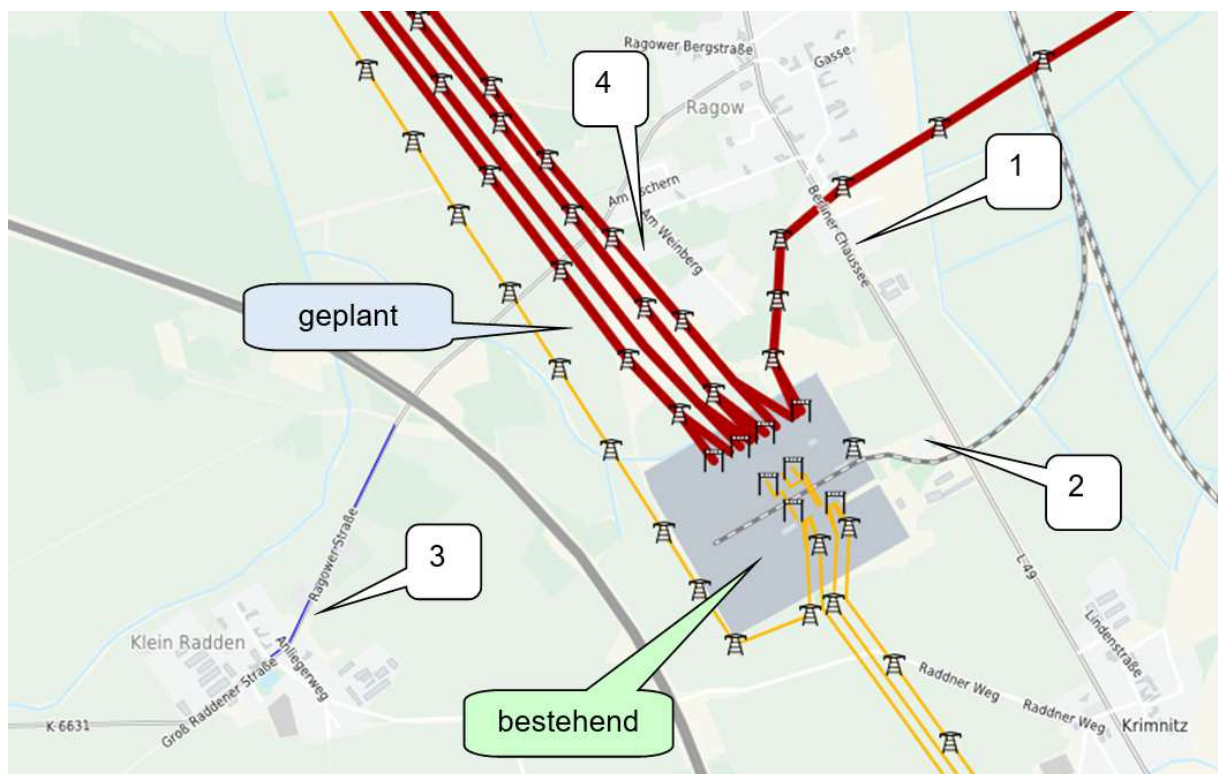 Ragower Bergstraße
Gasse
4
Ragow
1
Am
chern
Berliner Chaussee
Am Weinberg
geplant
2
Ragower Straße
3
L 49
Klein Radden
Anliegerweg
Lindenstraße
Groß Raddener Straße
Raddner Weg
Raddner Weg
bestehend
K 6631
Krimnitz